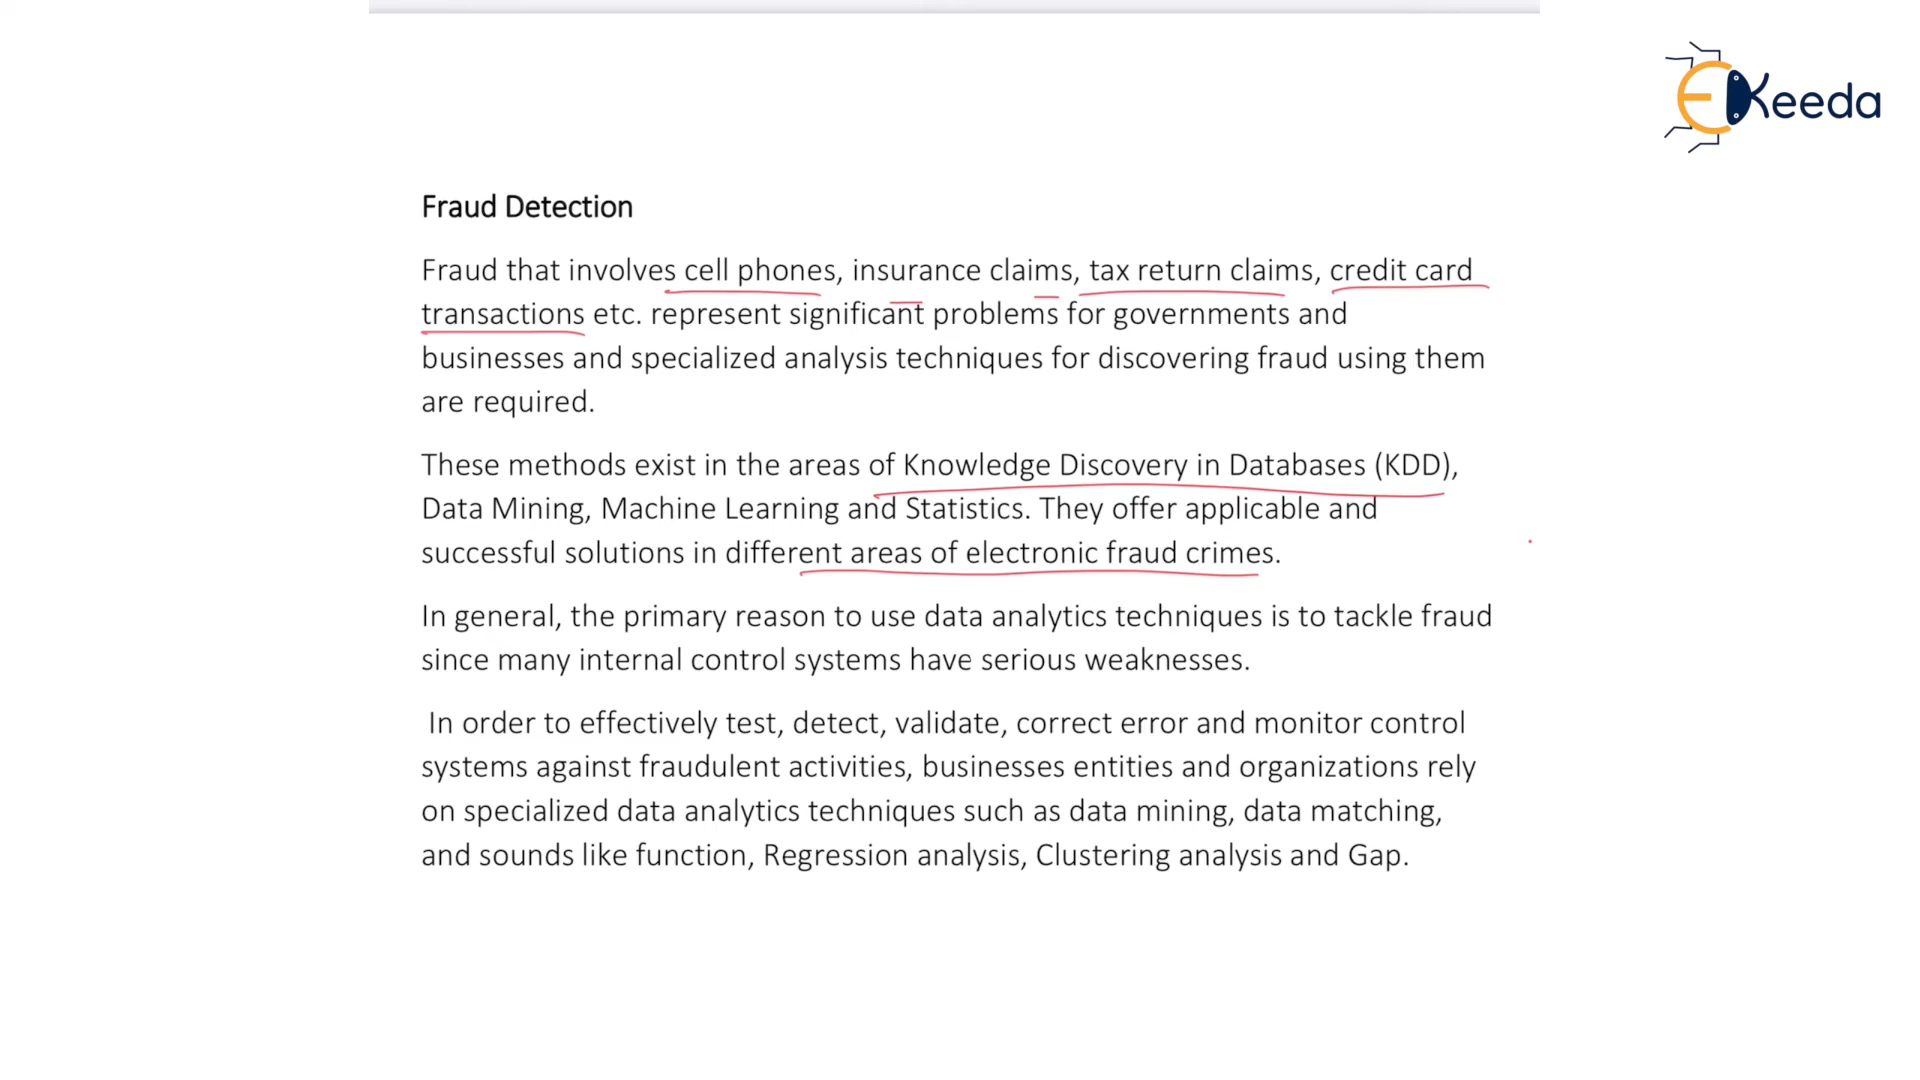 EKeeda
Fraud Detection
Fraud that involves cell phones, insurance claims, tax return claims, credit card
transactions etc. represent significant problems for governments and
businesses and specialized analysis techniques for discovering fraud using them
are required.
These methods exist in the areas of Knowledge Discovery in Databases (KDD),
Data Mining, Machine Learning and Statistics. They offer applicable and
successful solutions in different areas of electronic fraud crimes.
In general, the primary reason to use data analytics techniques is to tackle fraud
since many internal control systems have serious weaknesses.
In order to effectively test, detect, validate, correct error and monitor control
systems against fraudulent activities, businesses entities and organizations rely
on specialized data analytics techniques such as data mining, data matching,
and sounds like function, Regression analysis, Clustering analysis and Gap.